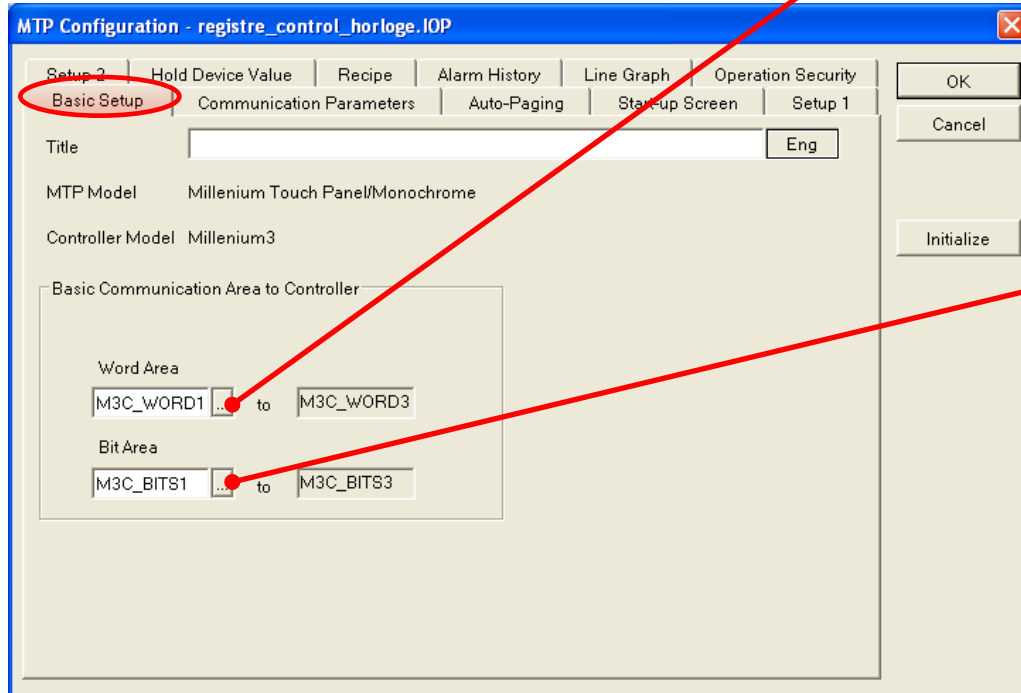 MTP Configuration - registre_control_horloge.IOP
Setup 2 Hold Device Value Recipe Alarm History Line Graph Operation Security
Basic Setup Communication Parameters Auto-Paging Start-up Screen Setup 1
OK
Cancel
Initialize
Title Eng
MTP Model Millenium Touch Panel/Monochrome
Controller Model Millenium3
Basic Communication Area to Controller
Word Area
M3C_WORD1 ... to M3C_WORD3
Bit Area
M3C_BITS1 ... to M3C_BITS3